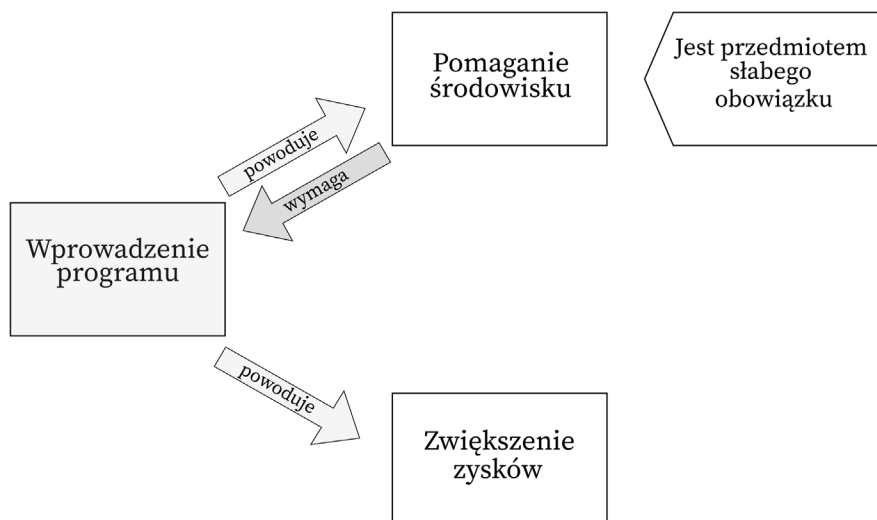 Pomaganie
środowisku
Jest przedmiotem
słabego
obowiązku
powoduje
wymaga
Wprowadzenie
programu
powoduje
Zwiększenie
zysków